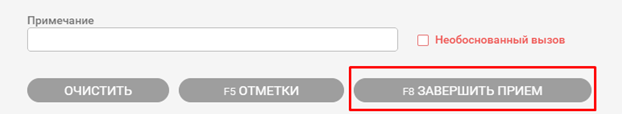 Примечание
Необоснованный вызов
ОЧИСТИТЬ F5 ОТМЕТКИ F8 ЗАВЕРШИТЬ ПРИЕМ